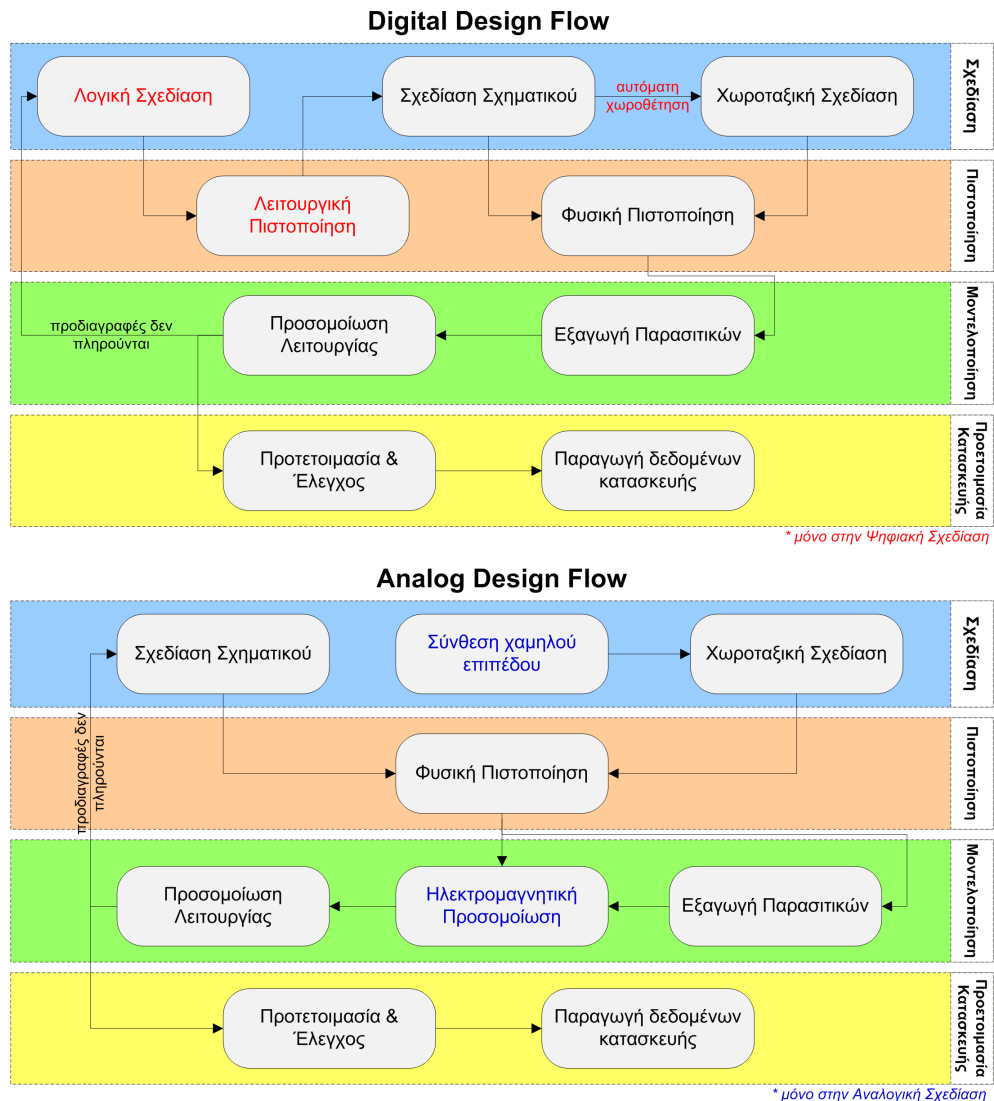 Digital Design Flow
Λογική Σχεδίαση
Σχεδίαση Σχηματικού
αυτόματη
χωροθέτηση
Χωροταξική Σχεδίαση
Σχεδίαση
Λειτουργική
Πιστοποίηση
Φυσική Πιστοποίηση
Πιστοποίηση
προδιαγραφές δεν
πληρούνται
Προσομοίωση
Λειτουργίας
Εξαγωγή Παρασιτικών
Μοντελοποίηση
Προτετοιμασία &
Έλεγχος
Παραγωγή δεδομένων
κατασκευής
Προετοιμασία
Κατασκευής
* μόνο στην Ψηφιακή Σχεδίαση
Analog Design Flow
Σχεδίαση Σχηματικού
Σύνθεση χαμηλού
επιπέδου
Χωροταξική Σχεδίαση
Σχεδίαση
προδιαγραφές δεν
πληρούνται
Φυσική Πιστοποίηση
Πιστοποίηση
Προσομοίωση
Λειτουργίας
Ηλεκτρομαγνητική
Προσομοίωση
Εξαγωγή Παρασιτικών
Μοντελοποίηση
Προτετοιμασία &
Έλεγχος
Παραγωγή δεδομένων
κατασκευής
Προετοιμασία
Κατασκευής
* μόνο στην Αναλογική Σχεδίαση